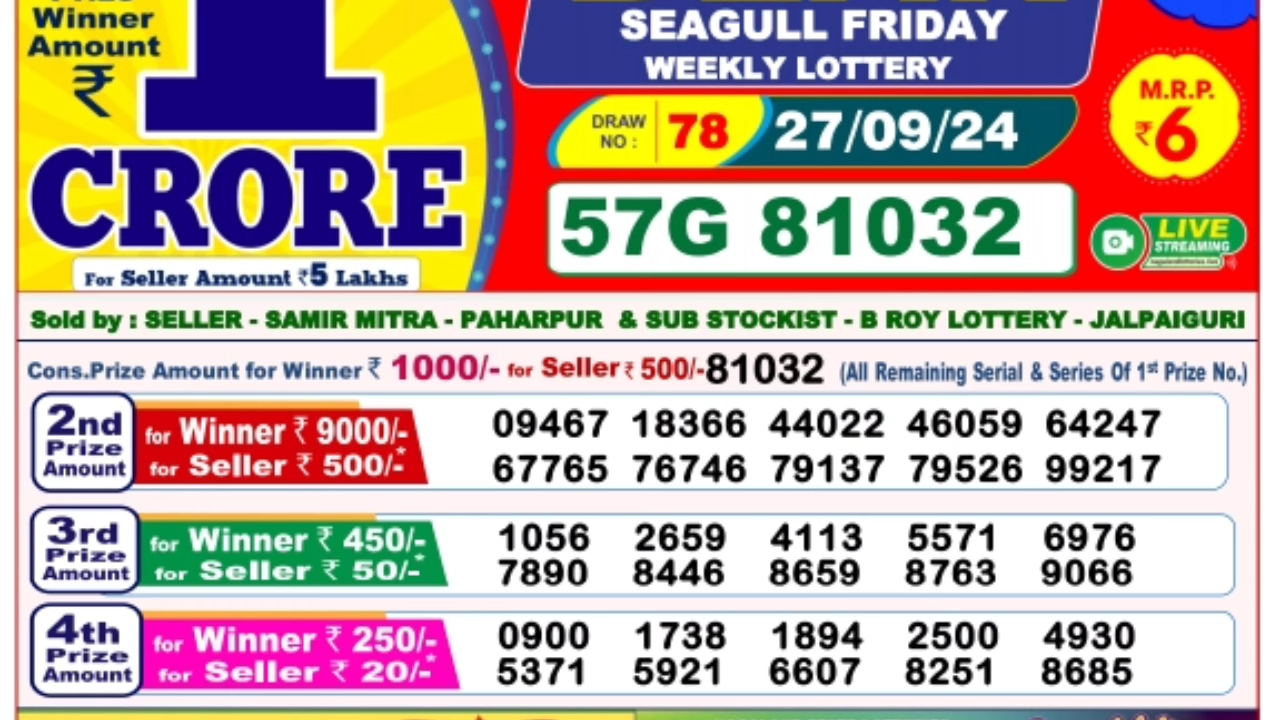 Winner
Amount
₹
1
CRORE
For Seller Amount ₹5 Lakhs
SEAGULL FRIDAY
WEEKLY LOTTERY
DRAW NO : 78 27/09/24
M.R.P.
₹6
57G 81032
LIVE
STREAMING
Sold by : SELLER - SAMIR MITRA - PAHARPUR & SUB STOCKIST - B ROY LOTTERY - JALPAIGURI
Cons.Prize Amount for Winner ₹ 1000/- for Seller ₹ 500/- 81032 (All Remaining Serial & Series Of 1st Prize No.)
2nd Prize Amount
for Winner ₹ 9000/-
for Seller ₹ 500/-*
09467 18366 44022 46059 64247
67765 76746 79137 79526 99217
3rd Prize Amount
for Winner ₹ 450/-
for Seller ₹ 50/-*
1056 2659 4113 5571 6976
7890 8446 8659 8763 9066
4th Prize Amount
for Winner ₹ 250/-
for Seller ₹ 20/-*
0900 1738 1894 2500 4930
5371 5921 6607 8251 8685